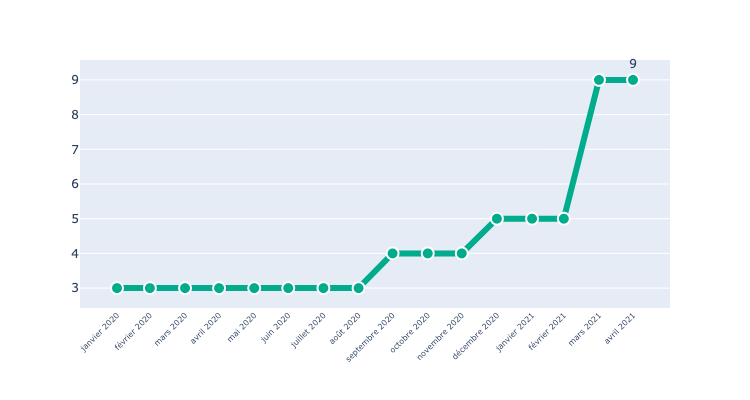 9
9
8
7
6
5
4
3
janvier 2020
février 2020
mars 2020
avril 2020
mai 2020
juin 2020
juillet 2020
août 2020
septembre 2020
octobre 2020
novembre 2020
décembre 2020
janvier 2021
février 2021
mars 2021
avril 2021